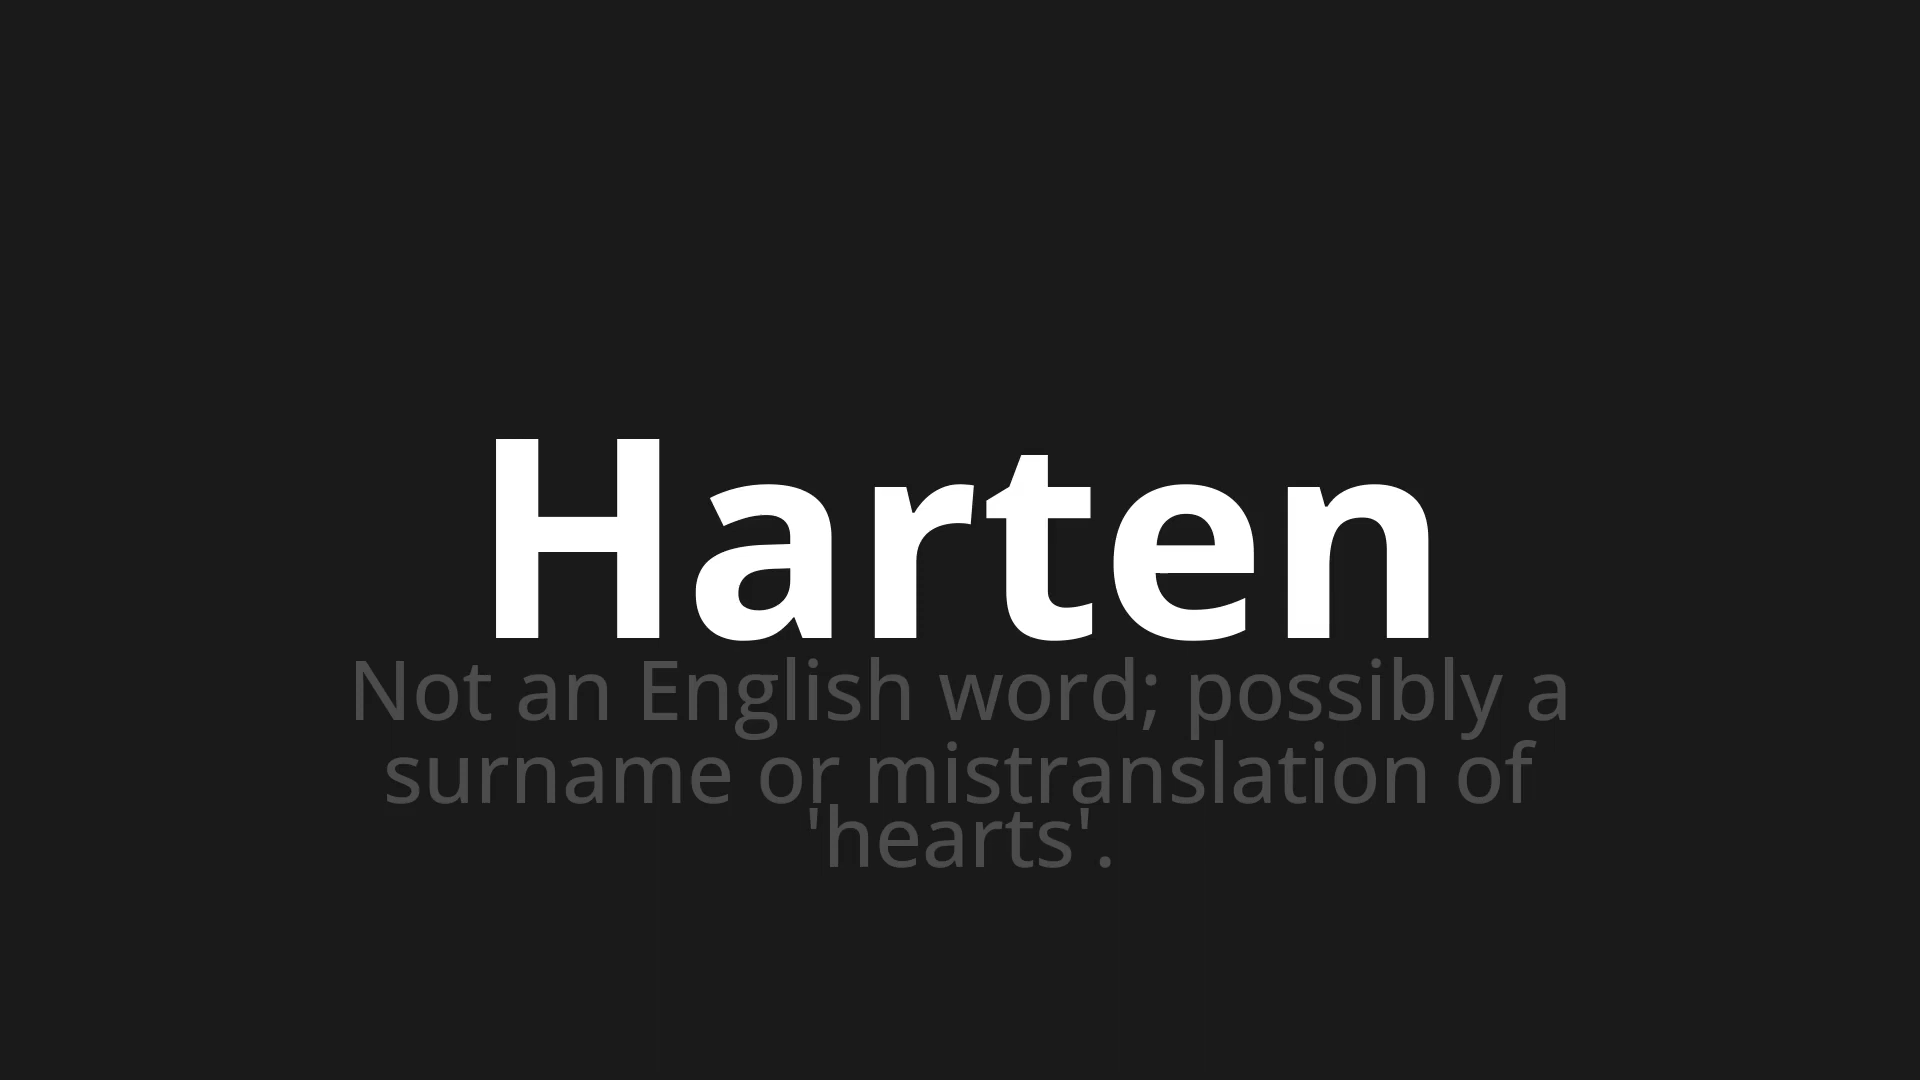 Harten
Not an English word; possibly a
surname or mistranslation of
'hearts'.